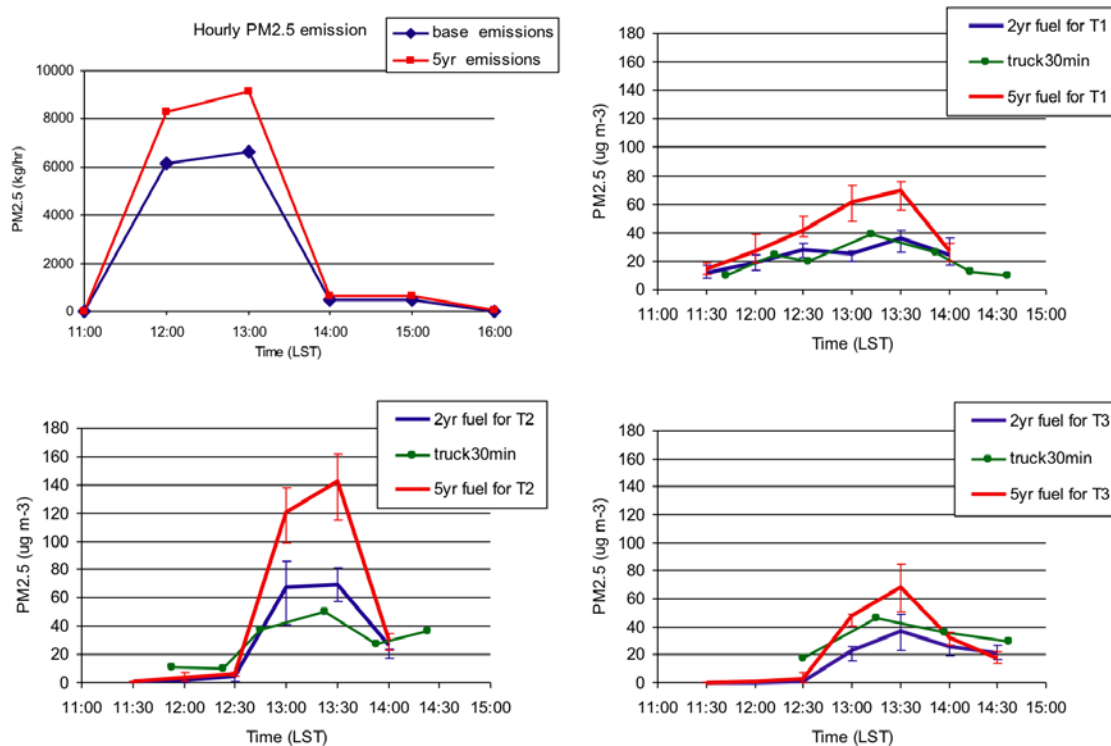 Hourly PM2.5 emission
base emissions
5yr emissions
PM2.5 (kg/hr)
10000
8000
6000
4000
2000
0
11:00 12:00 13:00 14:00 15:00 16:00
Time (LST)
2yr fuel for T1
truck30min
5yr fuel for T1
PM2.5 (ug m-3)
180
160
140
120
100
80
60
40
20
0
11:00 11:30 12:00 12:30 13:00 13:30 14:00 14:30 15:00
Time (LST)
2yr fuel for T2
truck30min
5yr fuel for T2
PM2.5 (ug m-3)
180
160
140
120
100
80
60
40
20
0
11:00 11:30 12:00 12:30 13:00 13:30 14:00 14:30 15:00
Time (LST)
2yr fuel for T3
truck30min
5yr fuel for T3
PM2.5 (ug m-3)
180
160
140
120
100
80
60
40
20
0
11:00 11:30 12:00 12:30 13:00 13:30 14:00 14:30 15:00
Time (LST)